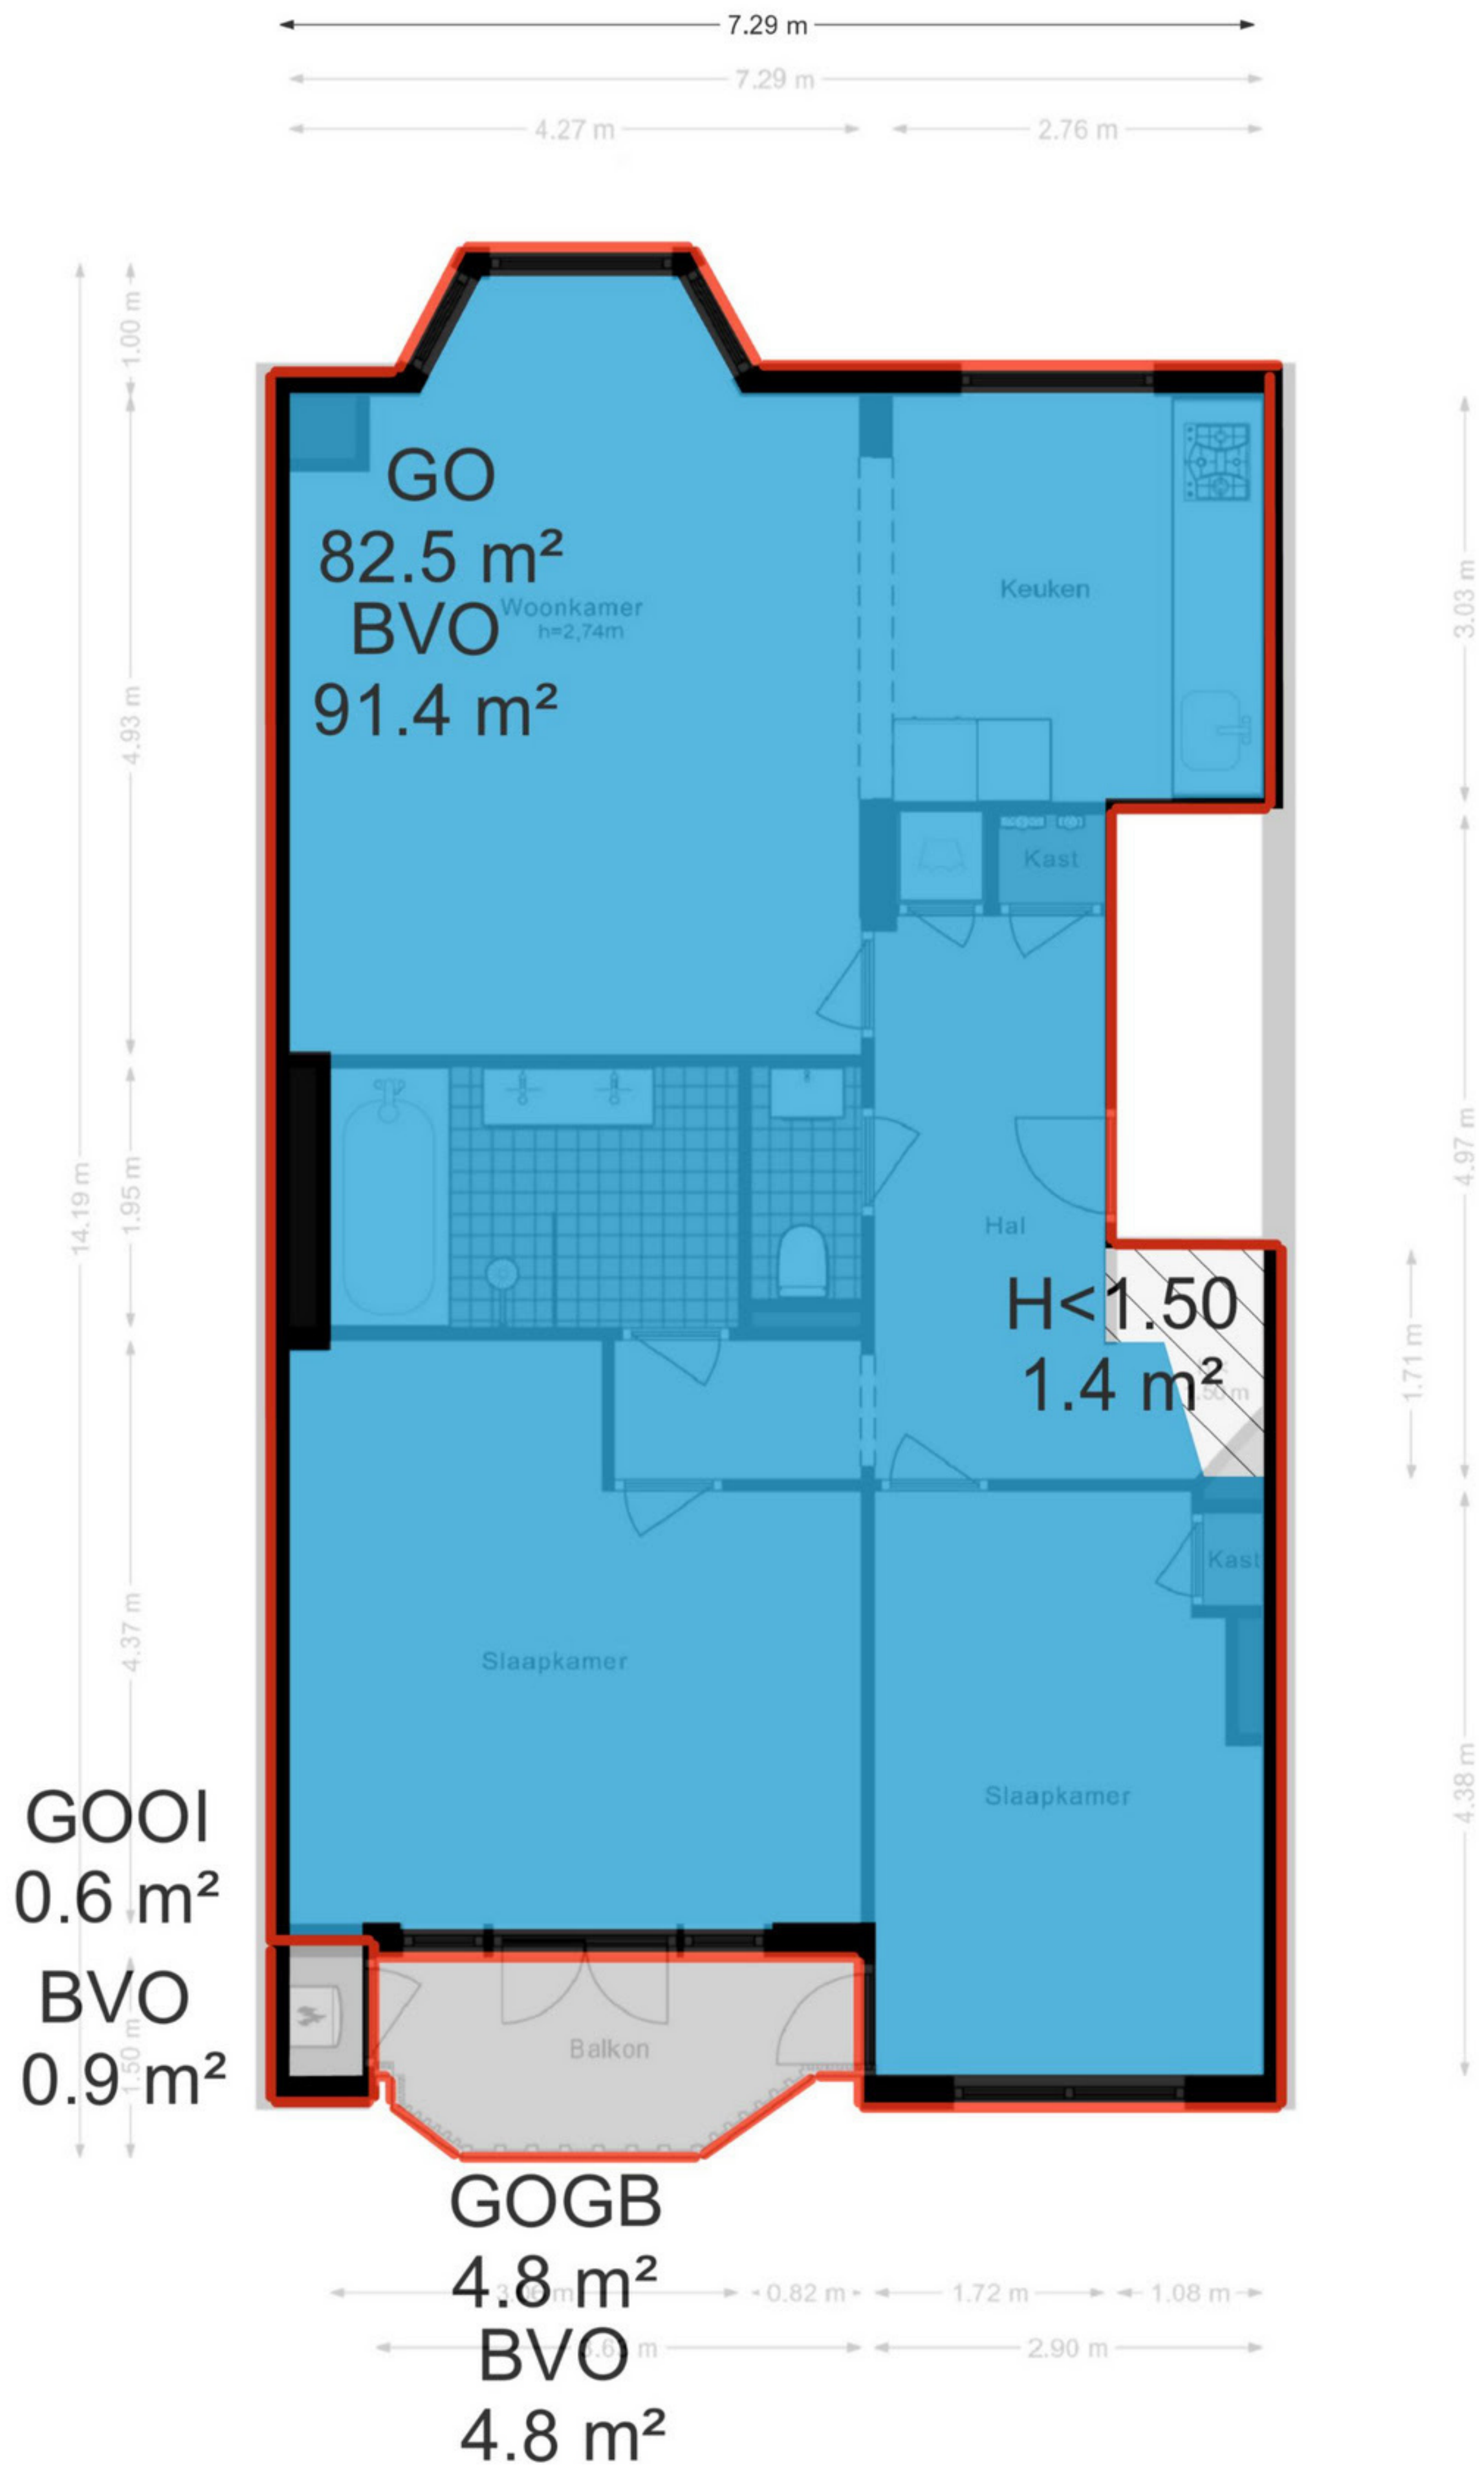 7.29 m
7.29 m
4.27 m
2.76 m
1.00 m
GO
82.5 m²
BVO
91.4 m²
Woonkamer
h=2,74m
Keuken
3.03 m
4.93 m
Kast
14.19 m
1.95 m
4.97 m
Hal
H<1.50
1.4 m²
1.71 m
Kast
4.37 m
Slaapkamer
Slaapkamer
4.38 m
GOOI
0.6 m²
BVO
0.9 m²
1.50 m
Balkon
GOGB
4.8 m²
0.82 m
1.72 m
1.08 m
BVO
2.90 m
4.8 m²